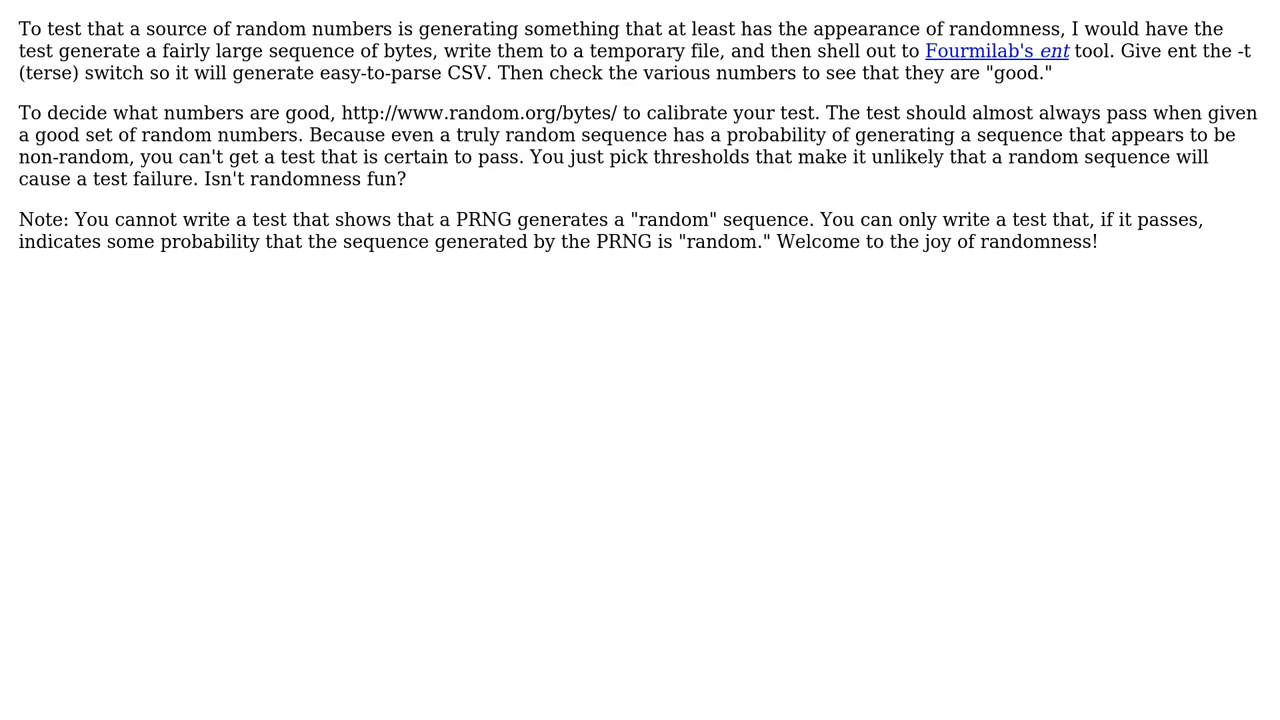 To test that a source of random numbers is generating something that at least has the appearance of randomness, I would have the
test generate a fairly large sequence of bytes, write them to a temporary file, and then shell out to Fourmilab's ent tool. Give ent the -t
(terse) switch so it will generate easy-to-parse CSV. Then check the various numbers to see that they are "good."
To decide what numbers are good, http://www.random.org/bytes/ to calibrate your test. The test should almost always pass when given
a good set of random numbers. Because even a truly random sequence has a probability of generating a sequence that appears to be
non-random, you can't get a test that is certain to pass. You just pick thresholds that make it unlikely that a random sequence will
cause a test failure. Isn't randomness fun?
Note: You cannot write a test that shows that a PRNG generates a "random" sequence. You can only write a test that, if it passes,
indicates some probability that the sequence generated by the PRNG is "random." Welcome to the joy of randomness!